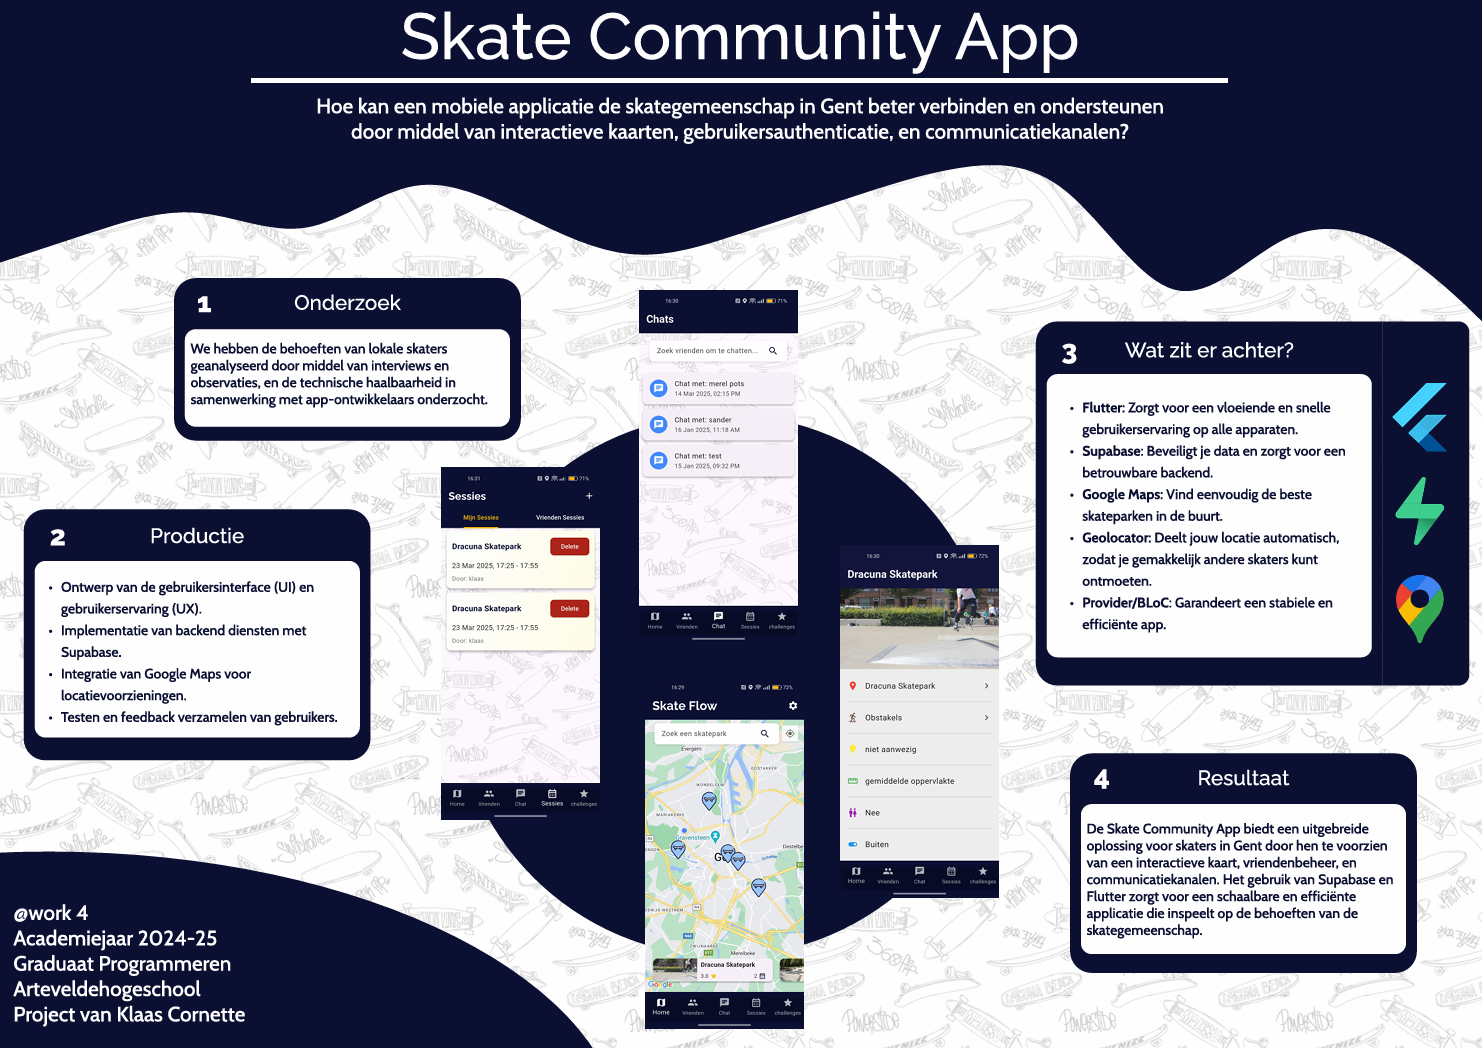 Skate Community App
Hoe kan een mobiele applicatie de skategemeenschap in Gent beter verbinden en ondersteunen
door middel van interactieve kaarten, gebruikersauthenticatie, en communicatiekanalen?
1
Onderzoek
We hebben de behoeften van lokale skaters
geanalyseerd door middel van interviews en
observaties, en de technische haalbaarheid in
samenwerking met app-ontwikkelaars onderzocht.
2
Productie
• Ontwerp van de gebruikersinterface (UI) en
gebruikerservaring (UX).
• Implementatie van backend diensten met
Supabase.
• Integratie van Google Maps voor
locatievoorzieningen.
• Testen en feedback verzamelen van gebruikers.
16:31
71%
Sessies
+
Mijn Sessies
Vrienden Sessies
Dracuna Skatepark
Delete
23 Mar 2025, 17:25 - 17:55
Door: klaas
Dracuna Skatepark
Delete
23 Mar 2025, 17:25 - 17:55
Door: klaas
Home
Vrienden
Chat
Sessies
challenges
16:30
71%
Chats
Zoek vrienden om te chatten...
Chat met: merel pots
14 Mar 2025, 02:15 PM
Chat met: sander
16 Jan 2025, 11:18 AM
Chat met: test
15 Jan 2025, 09:32 PM
Home
Vrienden
Chat
Sessies
challenges
16:29
72%
Skate Flow
Zoek een skatepark
Evergem
OOSTAKKER
WONDELGEM
MARIAKERKE
Gravensteen
Destelbe
ZWIJNAARDE
Merelbeke
Dracuna Skatepark
3.8
2
Google
Home
Vrienden
Chat
Sessies
challenges
16:30
72%
Dracuna Skatepark
Dracuna Skatepark
Obstakels
niet aanwezig
gemiddelde oppervlakte
Nee
Buiten
Home
Vrienden
Chat
Sessies
challenges
3
Wat zit er achter?
• Flutter: Zorgt voor een vloeiende en snelle
gebruikerservaring op alle apparaten.
• Supabase: Beveiligt je data en zorgt voor een
betrouwbare backend.
• Google Maps: Vind eenvoudig de beste
skateparken in de buurt.
• Geolocator: Deelt jouw locatie automatisch,
zodat je gemakkelijk andere skaters kunt
ontmoeten.
• Provider/BLoC: Garandeert een stabiele en
efficiënte app.
4
Resultaat
De Skate Community App biedt een uitgebreide
oplossing voor skaters in Gent door hen te voorzien
van een interactieve kaart, vriendenbeheer, en
communicatiekanalen. Het gebruik van Supabase en
Flutter zorgt voor een schaalbare en efficiënte
applicatie die inspeelt op de behoeften van de
skategemeenschap.
@work 4
Academiejaar 2024-25
Graduaat Programmeren
Arteveldehogeschool
Project van Klaas Cornette